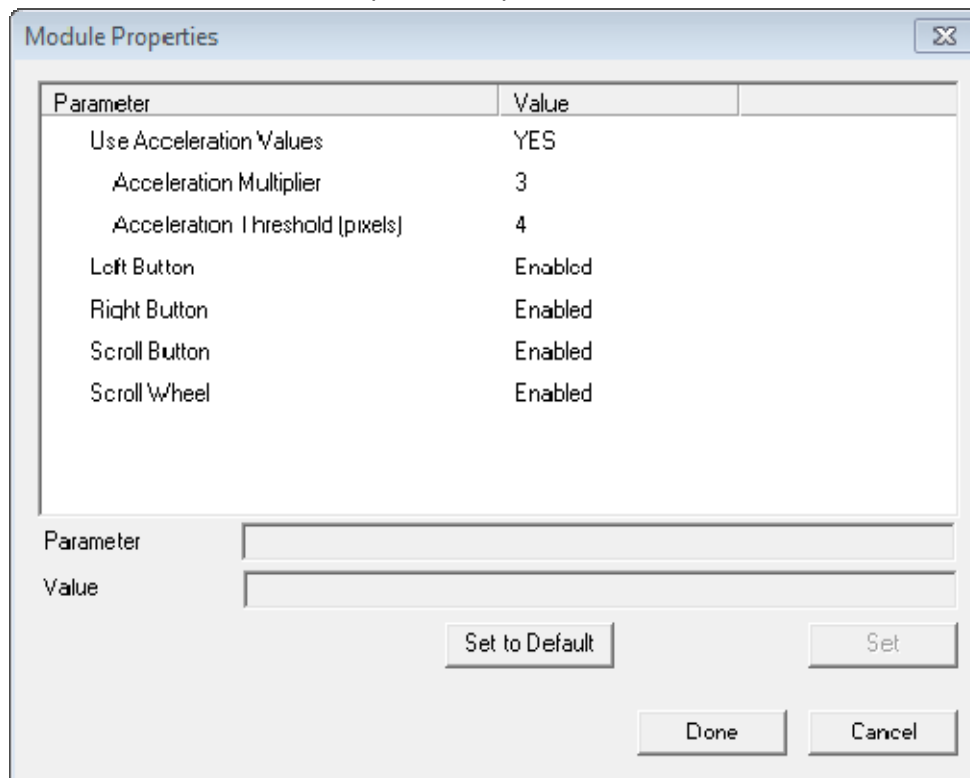 Module Properties
Parameter Value
Use Acceleration Values YES
Acceleration Multiplier 3
Acceleration Threshold (pixels) 4
Left Button Enabled
Right Button Enabled
Scroll Button Enabled
Scroll Wheel Enabled
Parameter
Value
Set to Default Set
Done Cancel